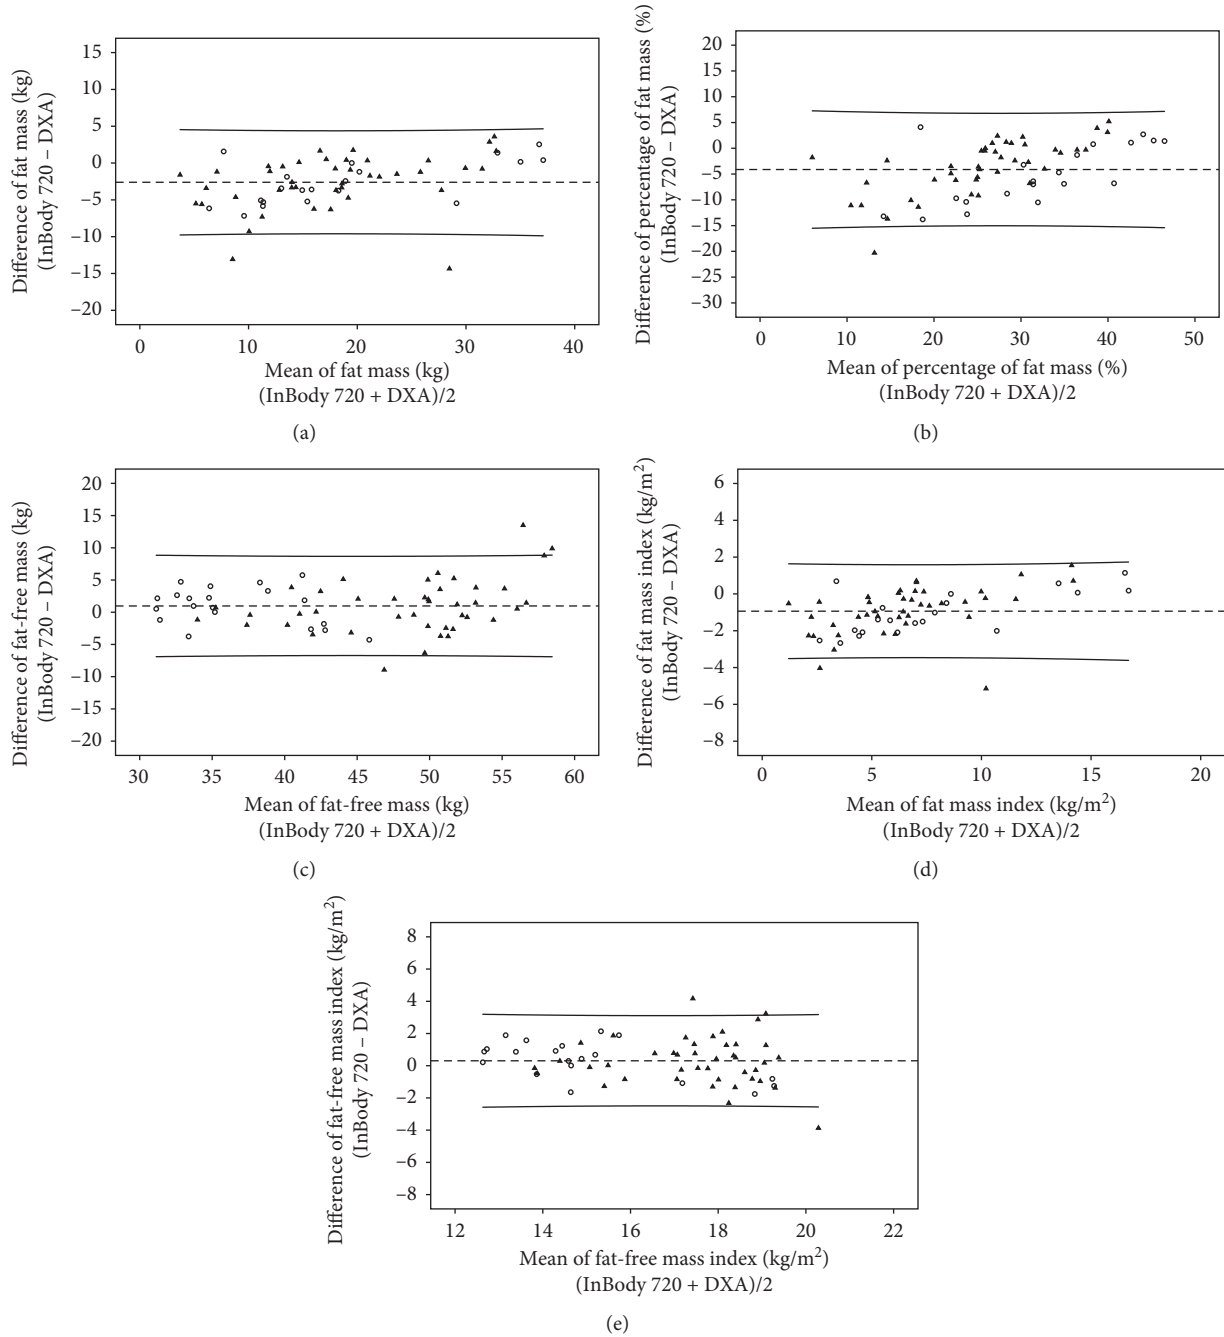 Difference of fat mass (kg)
(InBody 720 – DXA)
15
10
5
0
−5
−10
−15
−20
0 10 20 30 40
Mean of fat mass (kg)
(InBody 720 + DXA)/2
(a)
Difference of percentage of fat mass (%)
(InBody 720 – DXA)
20
15
10
5
0
−5
−10
−15
−20
−25
−30
0 10 20 30 40 50
Mean of percentage of fat mass (%)
(InBody 720 + DXA)/2
(b)
Difference of fat-free mass (kg)
(InBody 720 – DXA)
20
15
10
5
0
−5
−10
−15
−20
30 35 40 45 50 55 60
Mean of fat-free mass (kg)
(InBody 720 + DXA)/2
(c)
Difference of fat mass index (kg/m²)
(InBody 720 – DXA)
6
4
2
0
−2
−4
−6
−8
0 5 10 15 20
Mean of fat mass index (kg/m²)
(InBody 720 + DXA)/2
(d)
Difference of fat-free mass index (kg/m²)
(InBody 720 – DXA)
8
6
4
2
0
−2
−4
−6
−8
12 14 16 18 20 22
Mean of fat-free mass index (kg/m²)
(InBody 720 + DXA)/2
(e)